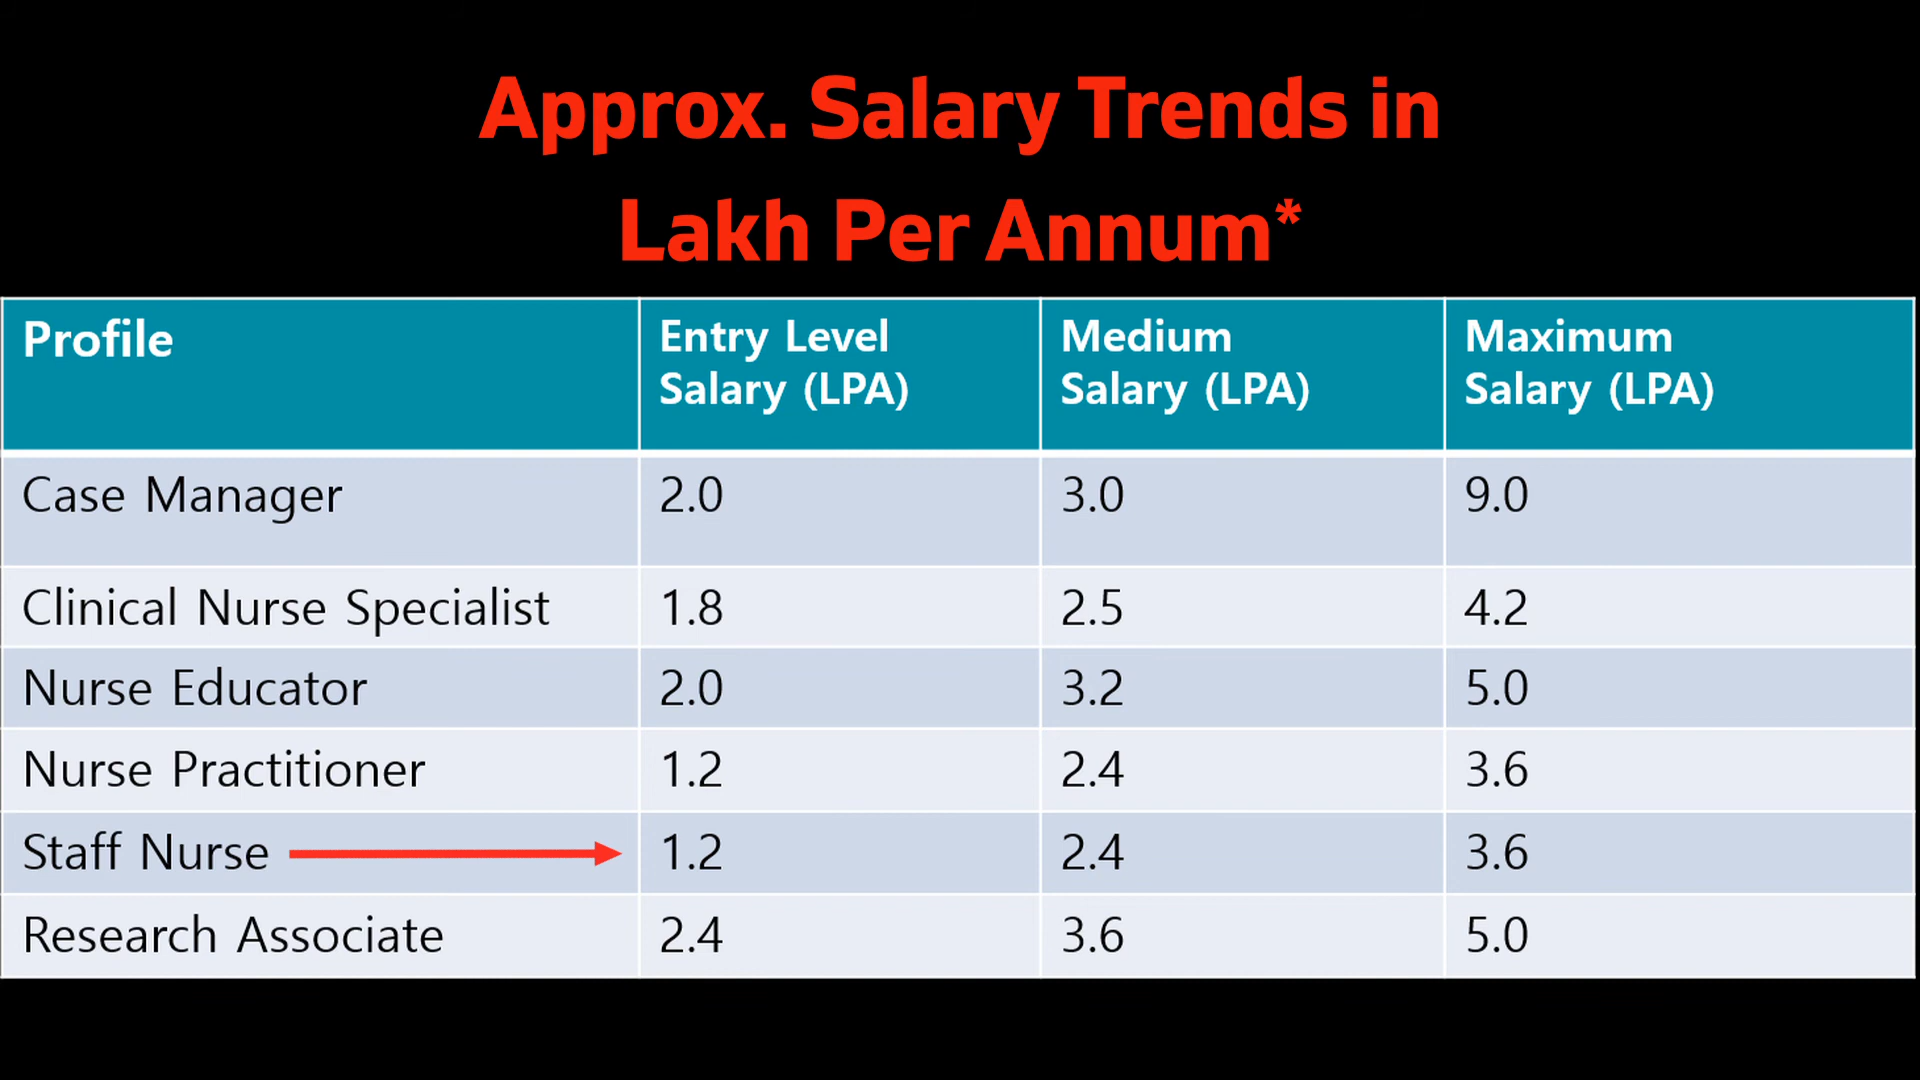 Approx. Salary Trends in
Lakh Per Annum*
Profile
Entry Level
Salary (LPA)
Medium
Salary (LPA)
Maximum
Salary (LPA)
Case Manager 2.0 3.0 9.0
Clinical Nurse Specialist 1.8 2.5 4.2
Nurse Educator 2.0 3.2 5.0
Nurse Practitioner 1.2 2.4 3.6
Staff Nurse 1.2 2.4 3.6
Research Associate 2.4 3.6 5.0